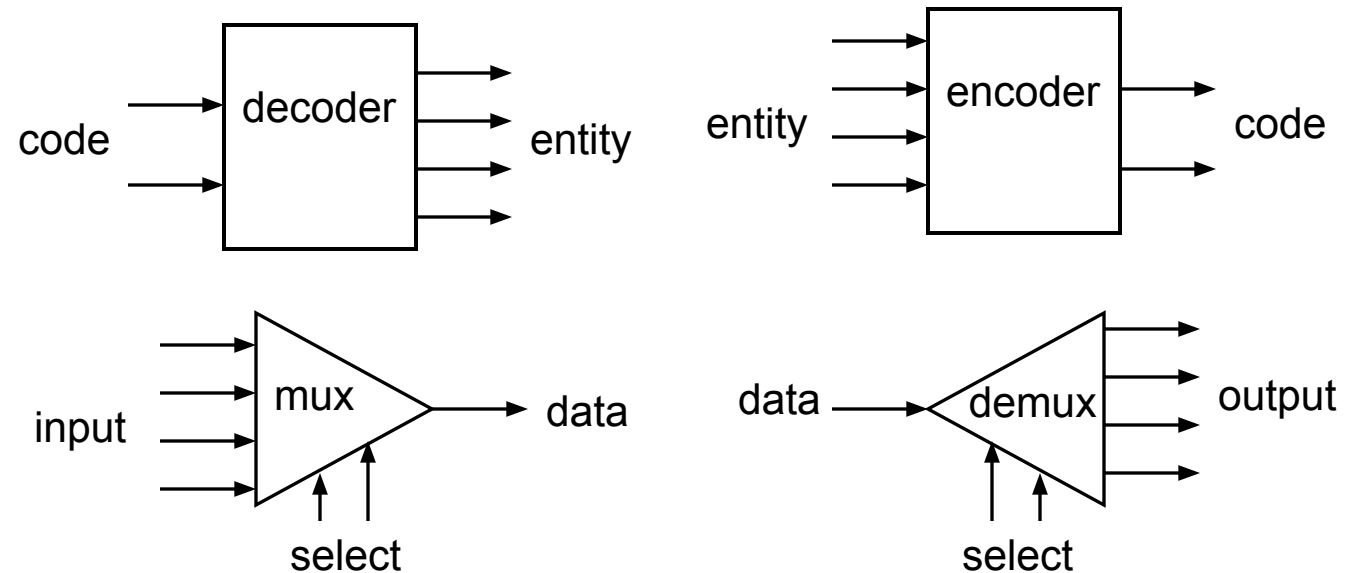 code
decoder
entity
entity
encoder
code
input
mux
data
select
data
demux
output
select